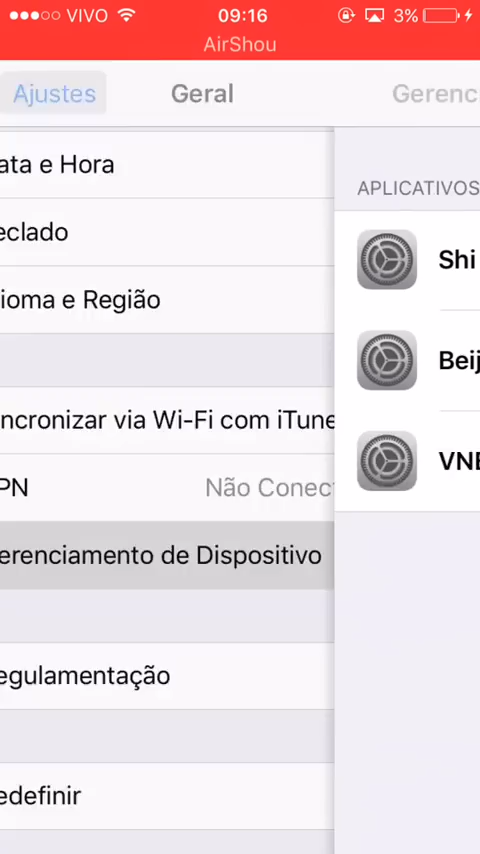 VIVO 09:16 3%
AirShou
Ajustes Geral Gerenc
ata e Hora
APLICATIVOS
eclado
Shi
ioma e Região
Beij
ncronizar via Wi-Fi com iTune
VNE
PN Não Conect
erenciamento de Dispositivo
egulamentação
edefinir